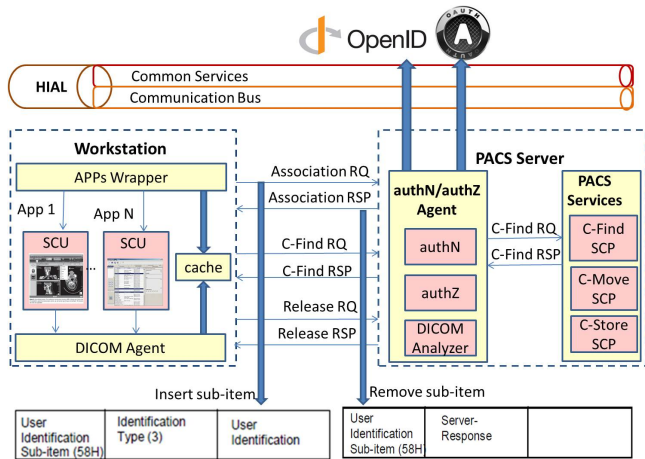 OpenID
OAUTH
A
HIAL
Common Services
Communication Bus
Workstation
PACS Server
APPs Wrapper
App 1
App N
SCU
SCU
...
cache
DICOM Agent
Association RQ
Association RSP
C-Find RQ
C-Find RSP
Release RQ
Release RSP
authN/authZ
Agent
authN
authZ
DICOM
Analyzer
C-Find RQ
C-Find RSP
PACS
Services
C-Find
SCP
C-Move
SCP
C-Store
SCP
Insert sub-item
Remove sub-item
User
Identification
Sub-item (58H)
Identification
Type (3)
User
Identification
User
Identification
Sub-item (58H)
Server-
Response